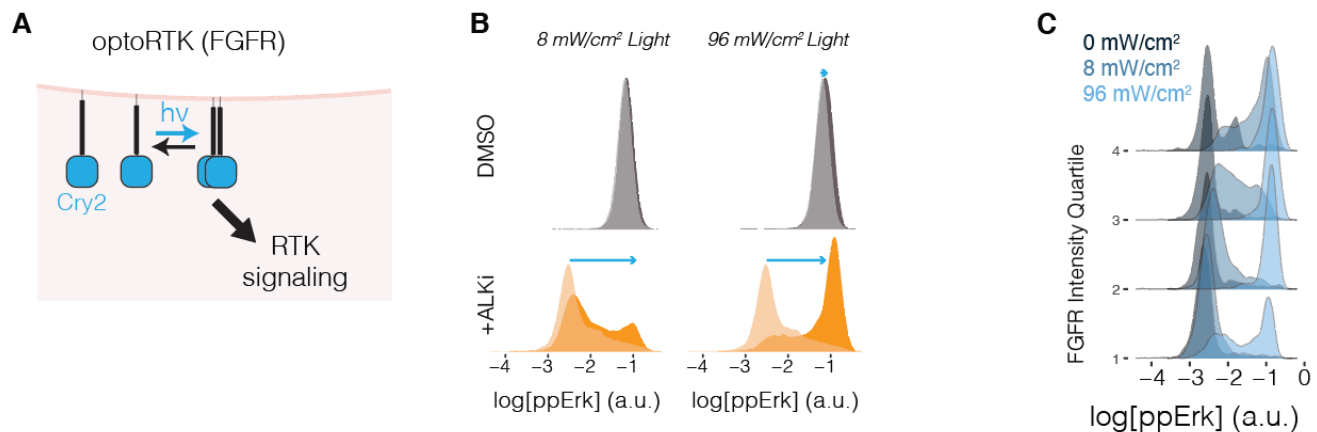 A
optoRTK (FGFR)
hν
Cry2
RTK
signaling
B
8 mW/cm² Light
96 mW/cm² Light
DMSO
+ALKi
−4 −3 −2 −1
−4 −3 −2 −1
log[ppErk] (a.u.)
log[ppErk] (a.u.)
C
0 mW/cm²
8 mW/cm²
96 mW/cm²
FGFR Intensity Quartile
4
3
2
1
−4 −3 −2 −1 0
log[ppErk] (a.u.)